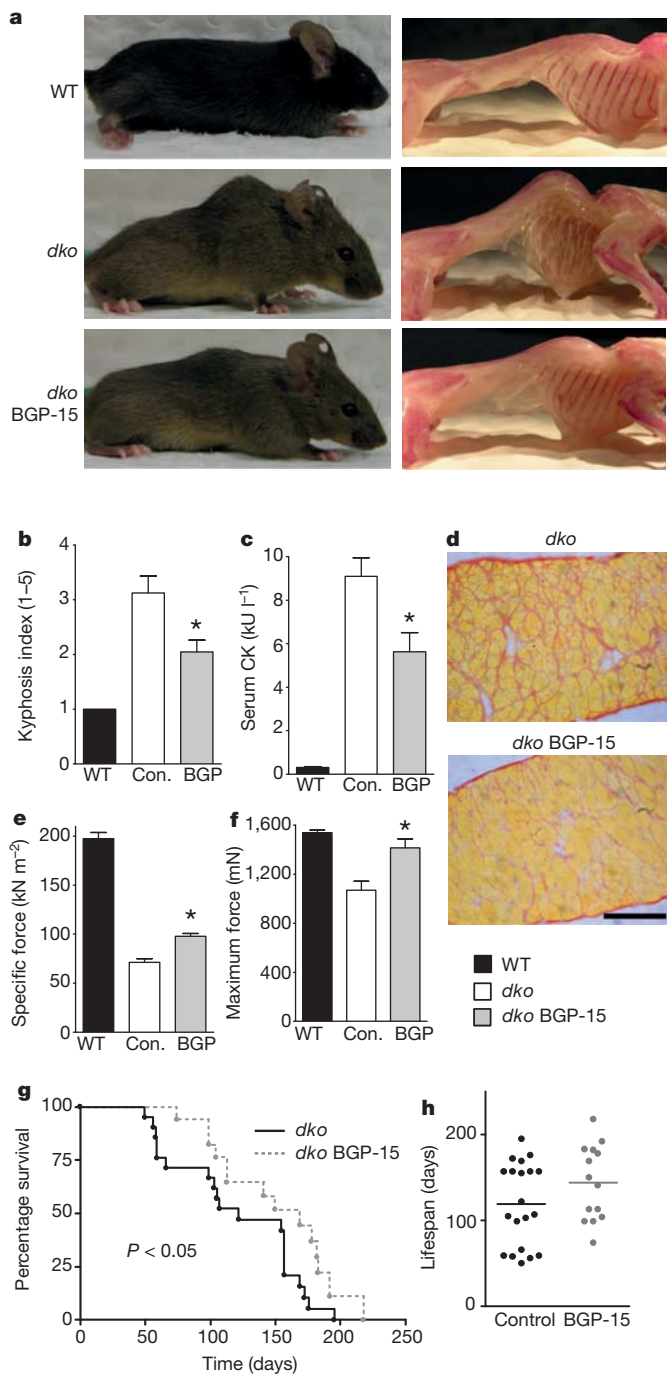 a
WT
dko
dko
BGP-15
b
Kyphosis index (1–5)
4
3
2
1
0
*
WT
Con.
BGP
c
Serum CK (kU l⁻¹)
10
8
6
4
2
0
*
WT
Con.
BGP
d
dko
dko BGP-15
e
Specific force (kN m⁻²)
200
150
100
50
0
*
WT
Con.
BGP
f
Maximum force (mN)
1,600
1,200
800
400
0
*
WT
Con.
BGP
WT
dko
dko BGP-15
g
Percentage survival
100
75
50
25
0
dko
dko BGP-15
P < 0.05
0
50
100
150
200
250
Time (days)
h
Lifespan (days)
200
100
0
Control
BGP-15